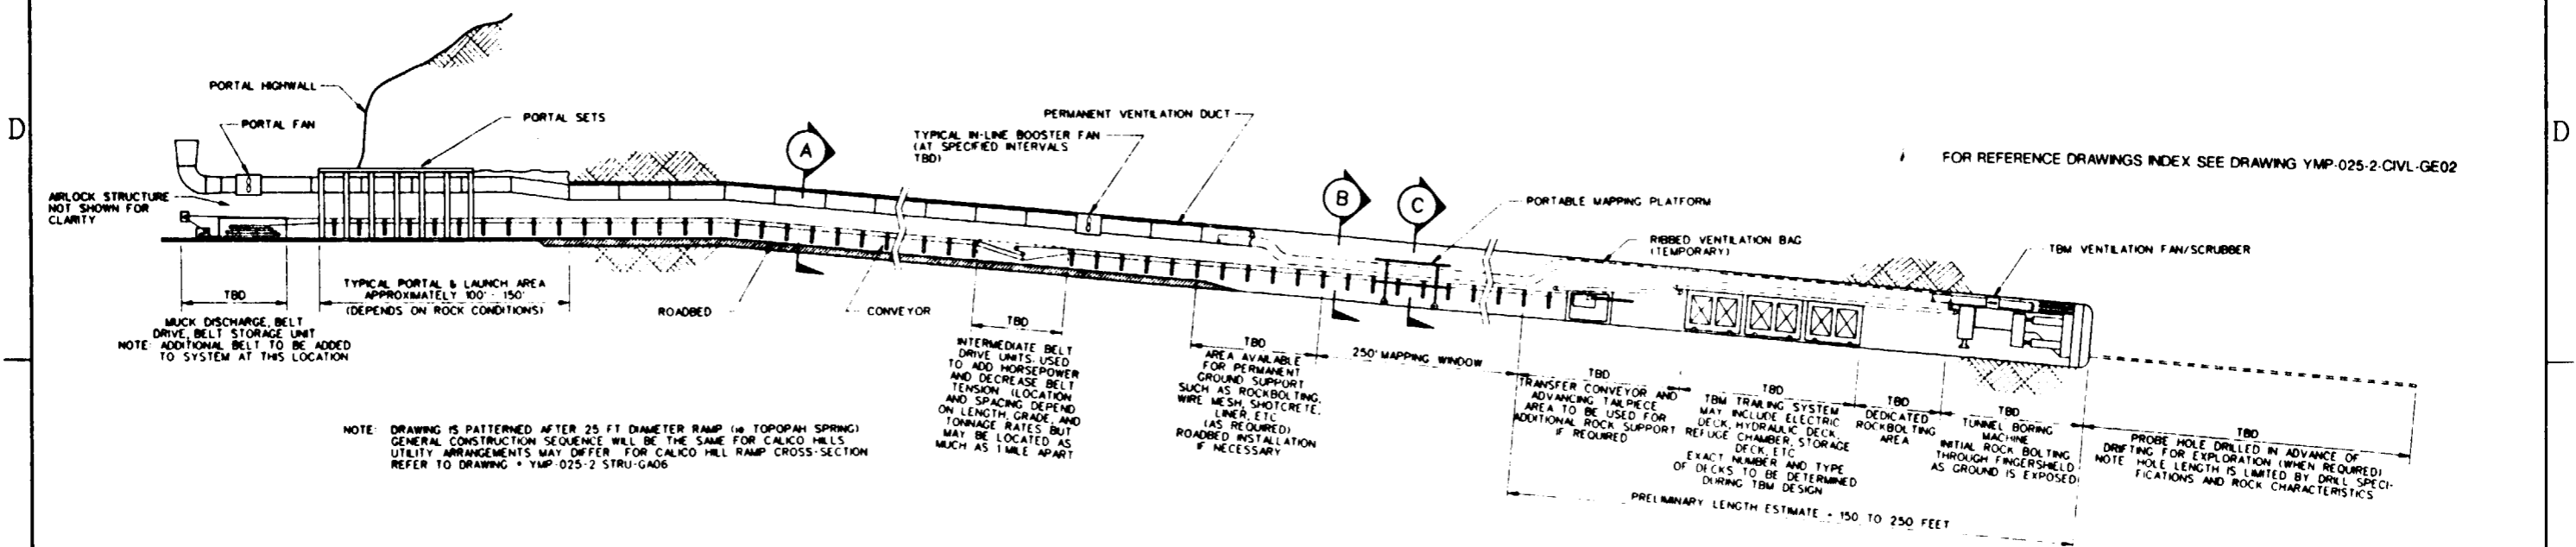 PORTAL HIGHWALL
PORTAL FAN
PORTAL SETS
AIRLOCK STRUCTURE
NOT SHOWN FOR
CLARITY
A
TYPICAL IN-LINE BOOSTER FAN
(AT SPECIFIED INTERVALS
TBD)
PERMANENT VENTILATION DUCT
B
C
PORTABLE MAPPING PLATFORM
RIBBED VENTILATION BAG
(TEMPORARY)
TBM VENTILATION FAN/SCRUBBER
D
D
FOR REFERENCE DRAWINGS INDEX SEE DRAWING YMP-025-2-CIVL-GE02
TBD
MUCK DISCHARGE, BELT
DRIVE, BELT STORAGE UNIT
NOTE: ADDITIONAL BELT TO BE ADDED
TO SYSTEM AT THIS LOCATION
TYPICAL PORTAL & LAUNCH AREA
APPROXIMATELY 100' - 150'
(DEPENDS ON ROCK CONDITIONS)
ROADBED
CONVEYOR
TBD
INTERMEDIATE BELT
DRIVE UNITS. USED
TO ADD HORSEPOWER
AND DECREASE BELT
TENSION (LOCATION
AND SPACING DEPEND
ON LENGTH, GRADE, AND
TONNAGE RATES BUT
MAY BE LOCATED AS
MUCH AS 1 MILE APART
TBD
AREA AVAILABLE
FOR PERMANENT
GROUND SUPPORT
SUCH AS ROCKBOLTING,
WIRE MESH, SHOTCRETE,
LINER, ETC
(AS REQUIRED)
ROADBED INSTALLATION
IF NECESSARY
250' MAPPING WINDOW
TBD
TRANSFER CONVEYOR AND
ADVANCING TAILPIECE
AREA TO BE USED FOR
ADDITIONAL ROCK SUPPORT
IF REQUIRED
TBD
TBM TRAILING SYSTEM
MAY INCLUDE ELECTRIC
DECK, HYDRAULIC DECK,
REFUGE CHAMBER, STORAGE
DECK, ETC
EXACT NUMBER AND TYPE
OF DECKS TO BE DETERMINED
DURING TBM DESIGN
TBD
DEDICATED
ROCKBOLTING
AREA
TBD
TUNNEL BORING
MACHINE
INITIAL ROCK BOLTING
THROUGH FINGERSHIELD
AS GROUND IS EXPOSED
TBD
PROBE HOLE DRILLED IN ADVANCE OF
DRIFTING FOR EXPLORATION (WHEN REQUIRED)
NOTE HOLE LENGTH IS LIMITED BY DRILL SPECI-
FICATIONS AND ROCK CHARACTERISTICS
PRELIMINARY LENGTH ESTIMATE - 150 TO 250 FEET
NOTE: DRAWING IS PATTERNED AFTER 25 FT DIAMETER RAMP TOPOPAH SPRING)
GENERAL CONSTRUCTION SEQUENCE WILL BE THE SAME FOR CALICO HILLS
UTILITY ARRANGEMENTS MAY DIFFER FOR CALICO HILL RAMP CROSS-SECTION
REFER TO DRAWING • YMP-025-2 STRU-GA06